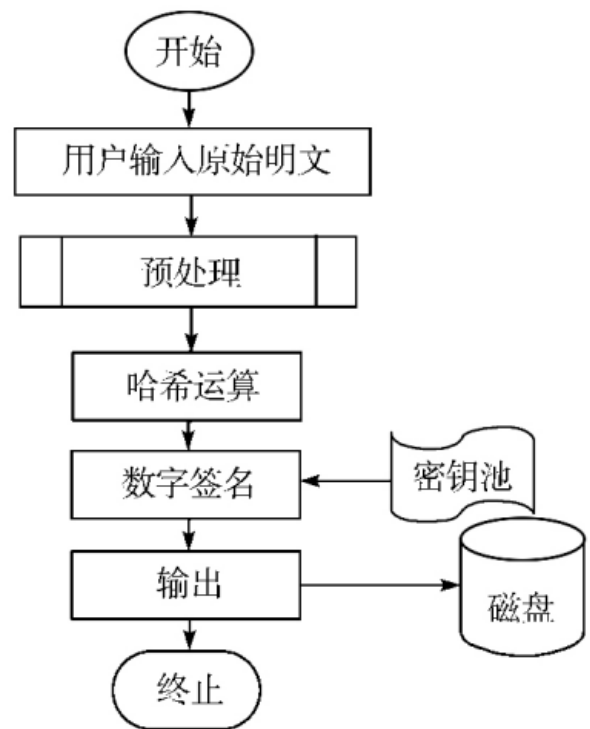 开始
用户输入原始明文
预处理
哈希运算
数字签名
密钥池
输出
磁盘
终止